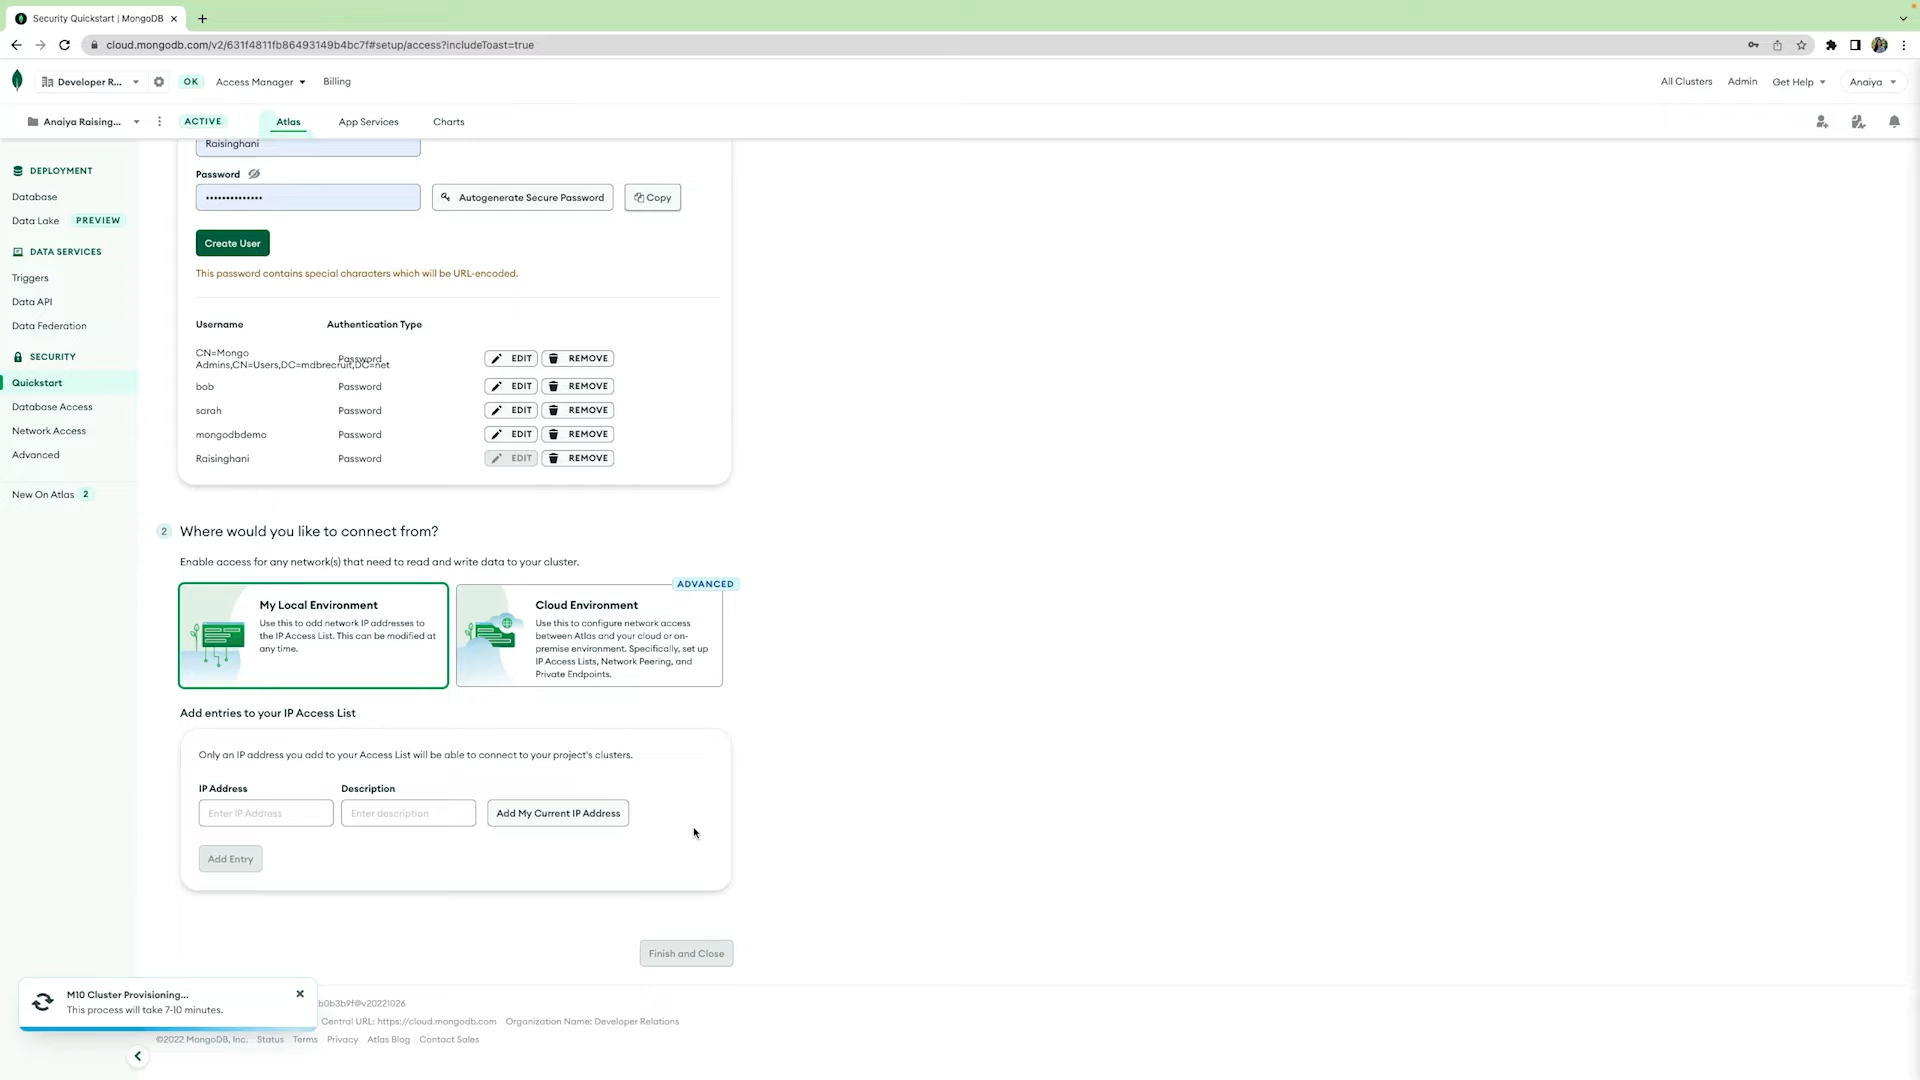 Security Quickstart | MongoDB
cloud.mongodb.com/v2/631f4811fb86493149b4bc7f#setup/access?includeToast=true
Developer R...
OK
Access Manager
Billing
All Clusters
Admin
Get Help
Anaiya
Anaiya Raising...
ACTIVE
Atlas
App Services
Charts
DEPLOYMENT
Database
Data Lake PREVIEW
DATA SERVICES
Triggers
Data API
Data Federation
SECURITY
Quickstart
Database Access
Network Access
Advanced
New On Atlas 2
Raisinghani
Password
••••••••••••••
Autogenerate Secure Password
Copy
Create User
This password contains special characters which will be URL-encoded.
Username Authentication Type
CN=Mongo
Admins,CN=Users,DC=mdbrecruit,DC=net
Password EDIT REMOVE
bob Password EDIT REMOVE
sarah Password EDIT REMOVE
mongodbdemo Password EDIT REMOVE
Raisinghani Password EDIT REMOVE
2 Where would you like to connect from?
Enable access for any network(s) that need to read and write data to your cluster.
My Local Environment
Use this to add network IP addresses to
the IP Access List. This can be modified at
any time.
ADVANCED
Cloud Environment
Use this to configure network access
between Atlas and your cloud or on-
premise environment. Specifically, set up
IP Access Lists, Network Peering, and
Private Endpoints.
Add entries to your IP Access List
Only an IP address you add to your Access List will be able to connect to your project's clusters.
IP Address Description
Enter IP Address Enter description Add My Current IP Address
Add Entry
Finish and Close
M10 Cluster Provisioning...
This process will take 7-10 minutes.
b0b3b9f@v20221026
Central URL: https://cloud.mongodb.com Organization Name: Developer Relations
©2022 MongoDB, Inc. Status Terms Privacy Atlas Blog Contact Sales